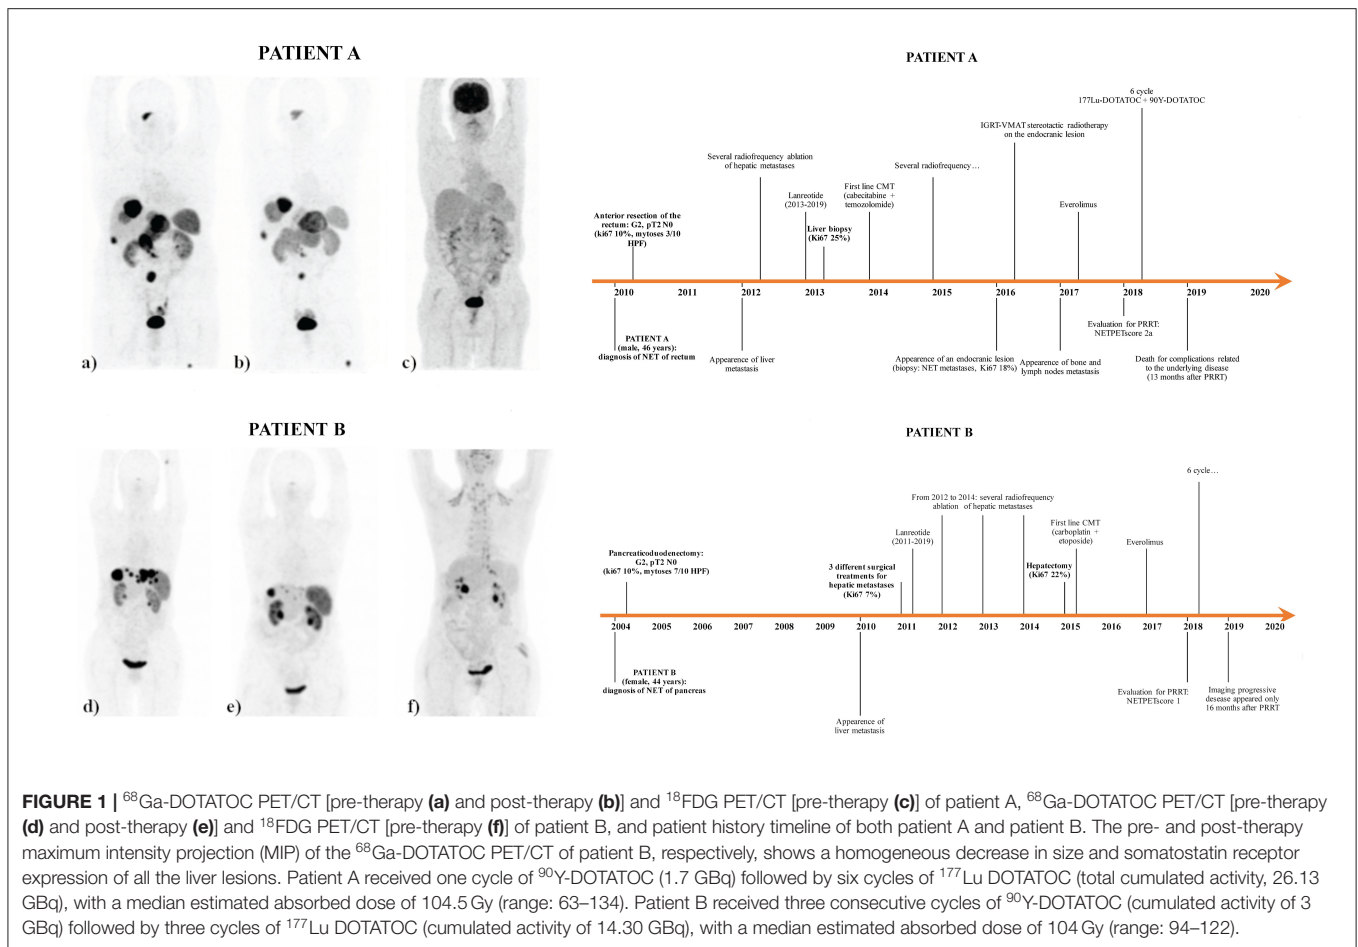 PATIENT A
a)
b)
c)
PATIENT A
6 cycle
177Lu-DOTATOC + 90Y-DOTATOC
IGRT-VMAT stereotactic radiotherapy
on the endocranic lesion
Several radiofrequency ablation
of hepatic metastases
Several radiofrequency…
Lanreotide
(2013-2019)
First line CMT
(cabecitabine +
temozolomide)
Everolimus
Anterior resection of the
rectum: G2, pT2 N0
(ki67 10%, mytoses 3/10
HPF)
Liver biopsy
(Ki67 25%)
2010 2011 2012 2013 2014 2015 2016 2017 2018 2019 2020
PATIENT A
(male, 46 years):
diagnosis of NET of rectum
Appearence of liver
metastasis
Appearence of an endocranic lesion
(biopsy: NET metastases, Ki67 18%)
Appearence of bone and
lymph nodes metastasis
Evaluation for PRRT:
NETPETscore 2a
Death for complications related
to the underlying disease
(13 months after PRRT)
PATIENT B
d)
e)
f)
PATIENT B
6 cycle…
From 2012 to 2014: several radiofrequency
ablation of hepatic metastases
Lanreotide
(2011-2019)
First line CMT
(carboplatin +
etoposide)
Everolimus
Pancreaticoduodenectomy:
G2, pT2 N0
(ki67 10%, mytoses 7/10 HPF)
3 different surgical
treatments for
hepatic metastases
(Ki67 7%)
Hepatectomy
(Ki67 22%)
2004 2005 2006 2007 2008 2009 2010 2011 2012 2013 2014 2015 2016 2017 2018 2019 2020
PATIENT B
(female, 44 years):
diagnosis of NET of pancreas
Appearence of
liver metastasis
Evaluation for PRRT:
NETPETscore 1
Imaging progressive
desease appeared only
16 months after PRRT
FIGURE 1 | ⁶⁸Ga-DOTATOC PET/CT [pre-therapy (a) and post-therapy (b)] and ¹⁸FDG PET/CT [pre-therapy (c)] of patient A, ⁶⁸Ga-DOTATOC PET/CT [pre-therapy
(d) and post-therapy (e)] and ¹⁸FDG PET/CT [pre-therapy (f)] of patient B, and patient history timeline of both patient A and patient B. The pre- and post-therapy
maximum intensity projection (MIP) of the ⁶⁸Ga-DOTATOC PET/CT of patient B, respectively, shows a homogeneous decrease in size and somatostatin receptor
expression of all the liver lesions. Patient A received one cycle of ⁹⁰Y-DOTATOC (1.7 GBq) followed by six cycles of ¹⁷⁷Lu DOTATOC (total cumulated activity, 26.13
GBq), with a median estimated absorbed dose of 104.5 Gy (range: 63–134). Patient B received three consecutive cycles of ⁹⁰Y-DOTATOC (cumulated activity of 3
GBq) followed by three cycles of ¹⁷⁷Lu DOTATOC (cumulated activity of 14.30 GBq), with a median estimated absorbed dose of 104 Gy (range: 94–122).